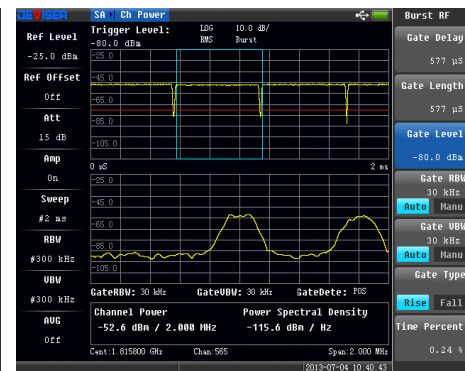 DEVISER SA Ch Power Burst RF
Ref Level
-25.0 dBm
Ref Offset
Off
Att
15 dB
Amp
On
Sweep
#2 ms
RBW
#300 kHz
VBW
#300 kHz
AVG
Off
Trigger Level: LOG 10.0 dB/
-80.0 dBm RMS Burst
-25.0
-45.0
-65.0
-85.0
-105.0
0 uS 2 ms
-25.0
-45.0
-65.0
-85.0
-105.0
GateRBW: 30 kHz GateVBW: 30 kHz GateDete: POS
Channel Power Power Spectral Density
-52.6 dBm / 2.000 MHz -115.6 dBm / Hz
Cent:1.815800 GHz Chan:565 Span:2.000 MHz
2013-07-04 10:40:43
Gate Delay
577 µS
Gate Length
577 µS
Gate Level
-80.0 dBm
Gate RBW
30 kHz
Auto Manu
Gate VBW
30 kHz
Auto Manu
Gate Type
Rise Fall
Time Percent
0.24 %